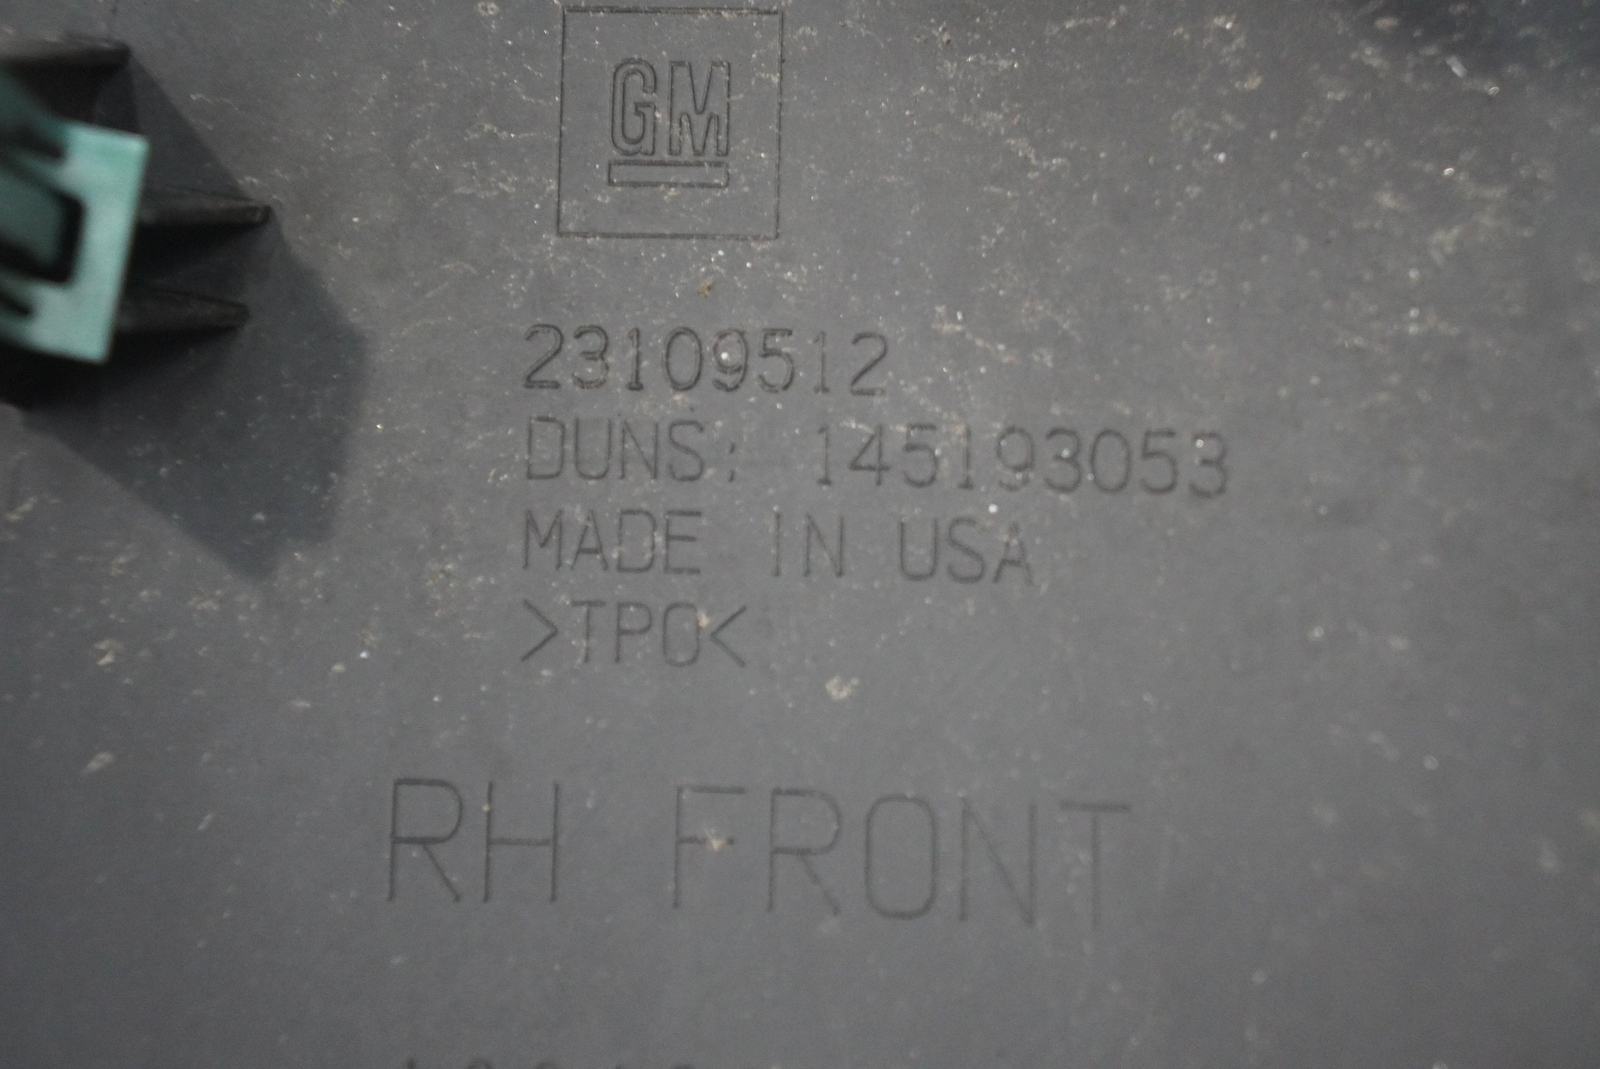 GM
23109512
DUNS: 145193053
MADE IN USA
>TPO<
RH FRONT